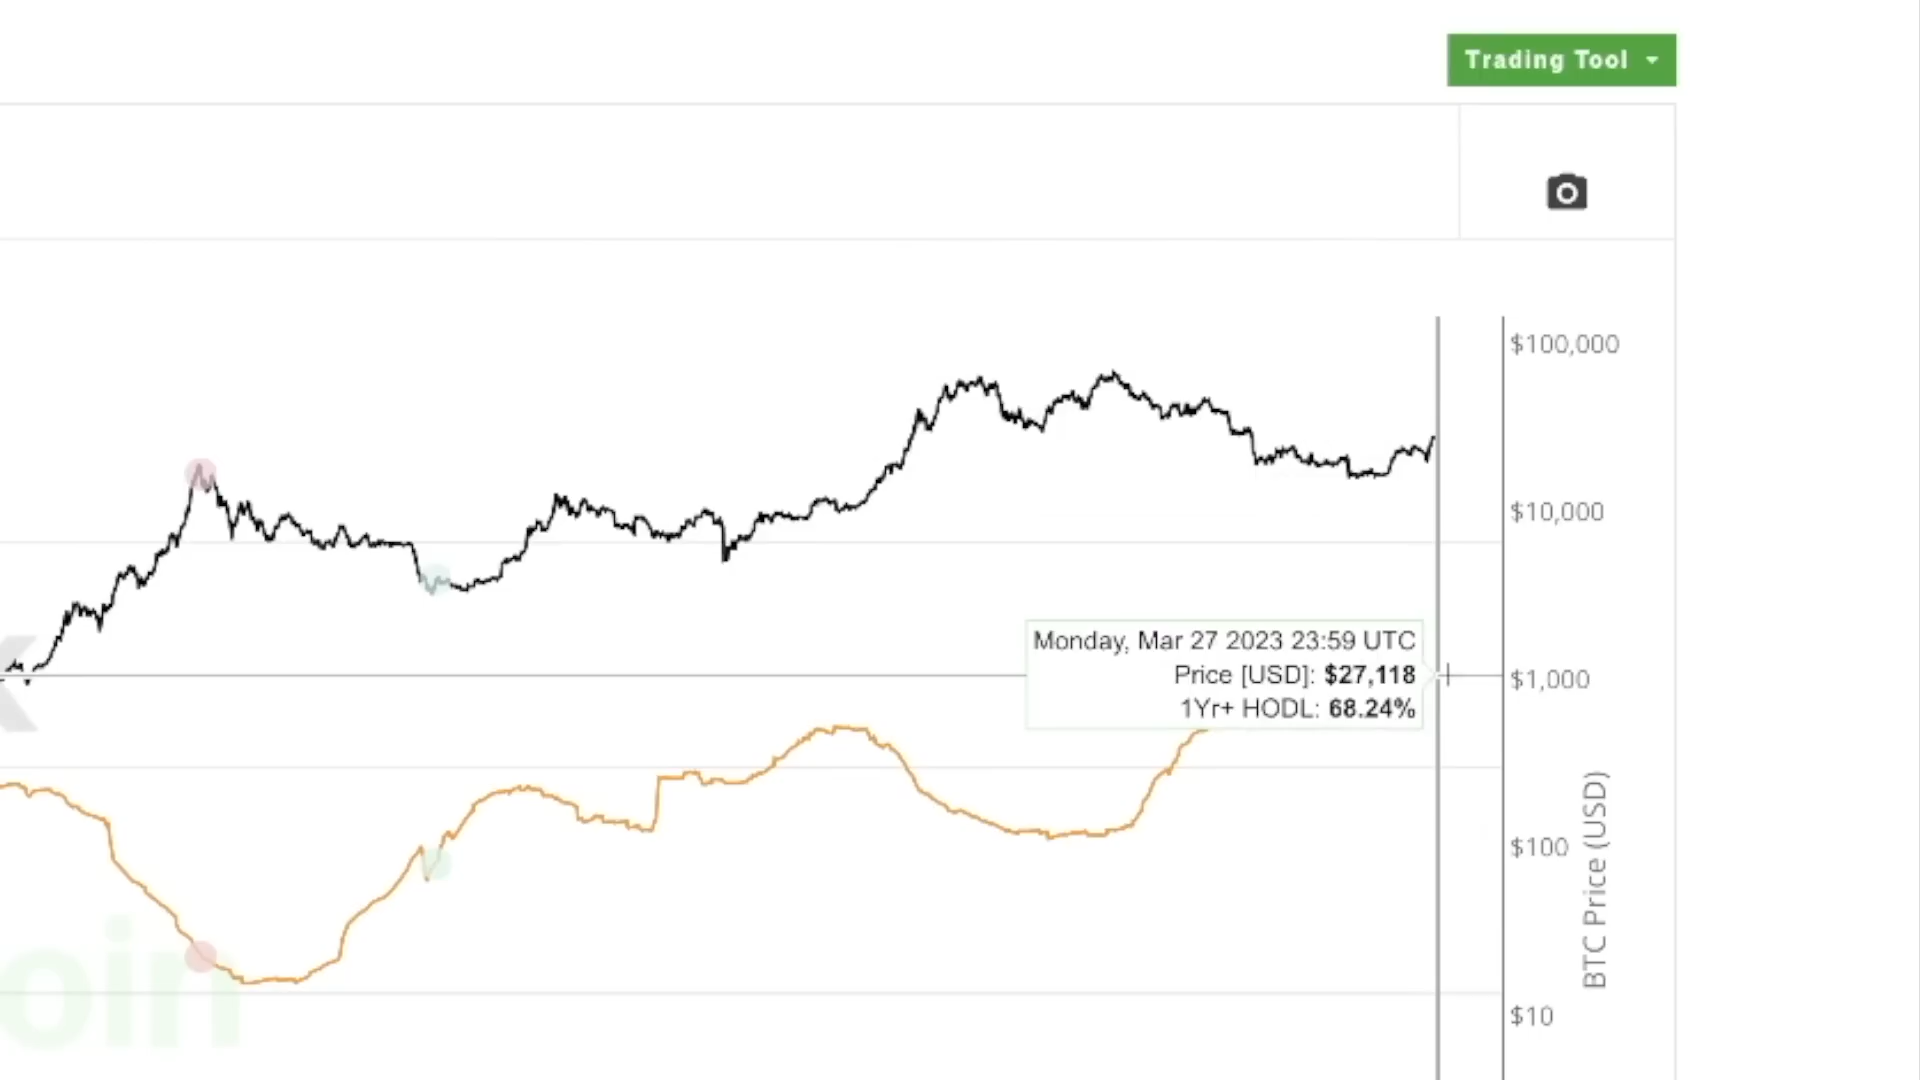 Trading Tool
$100,000
$10,000
Monday, Mar 27 2023 23:59 UTC
Price [USD]: $27,118
1Yr+ HODL: 68.24%
$1,000
$100
$10
BTC Price (USD)
k
oin